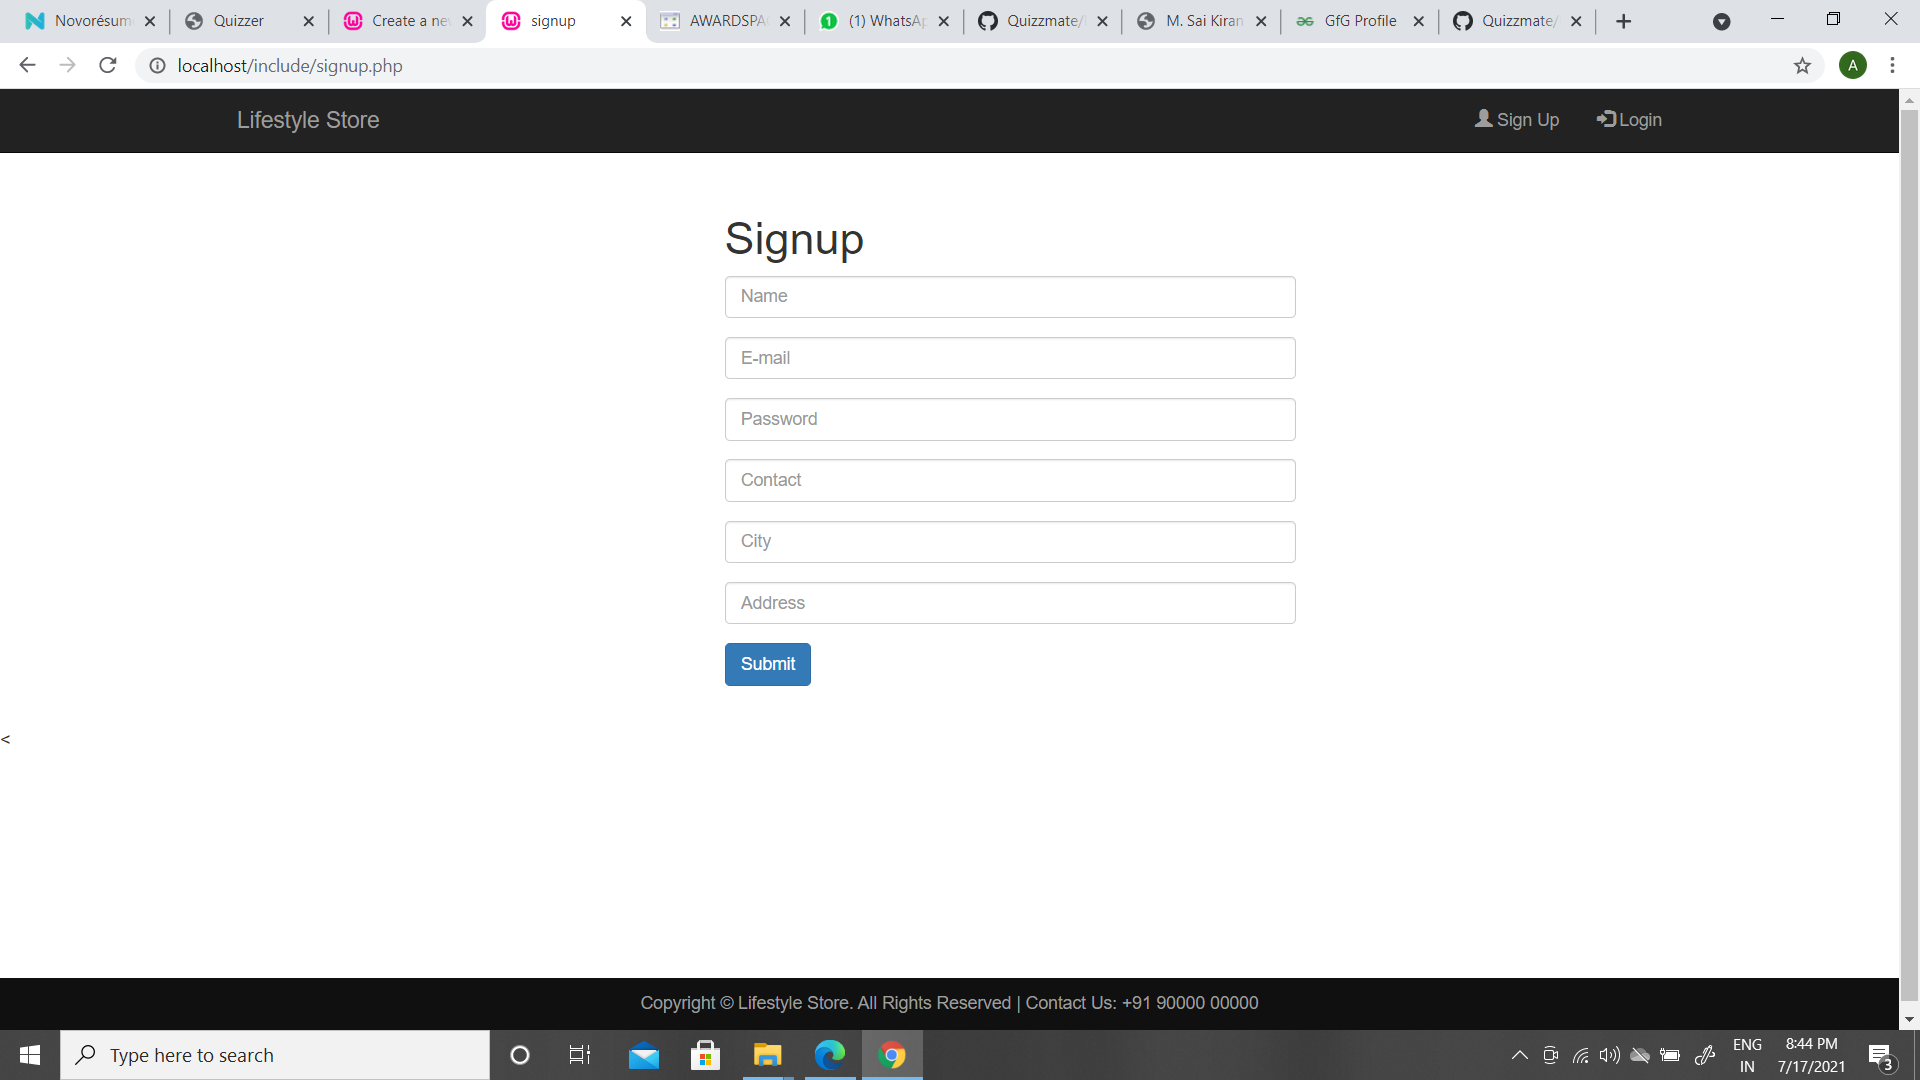 Novorésum
Quizzer
Create a nev
signup
AWARDSPA
(1) WhatsAp
Quizzmate/
M. Sai Kiran
GfG Profile
Quizzmate/
localhost/include/signup.php
A
Lifestyle Store
Sign Up
Login
Signup
Name
E-mail
Password
Contact
City
Address
Submit
<
Copyright © Lifestyle Store. All Rights Reserved | Contact Us: +91 90000 00000
Type here to search
ENG
IN
8:44 PM
7/17/2021
3